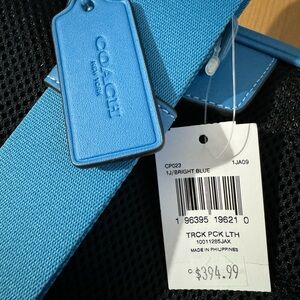 COACH
NEW YORK
CP023 1JA09
1J/BRIGHT BLUE
1 96395 19621 0
TRCK PCK LTH
10011285JAX
MADE IN PHILIPPINES
$394.99